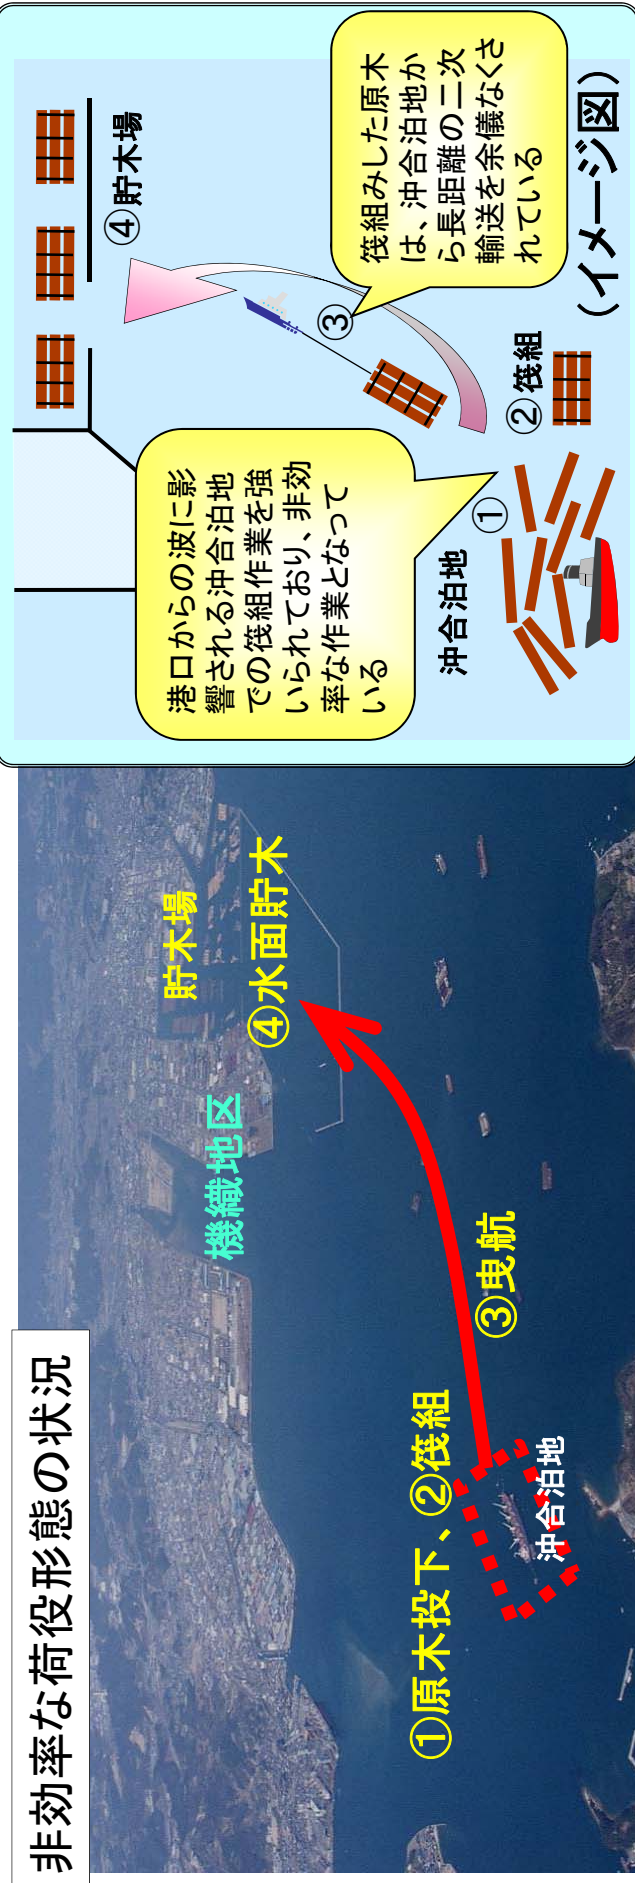 非効率な荷役形態の状況
貯木場
④水面貯木
機織地区
③曳航
①原木投下、②筏組
沖合泊地
港口からの波に影
響される沖合泊地
での筏組作業を強
いられており、非効
率な作業となって
いる
筏組みした原木
は、沖合泊地か
ら長距離の二次
輸送を余儀なくさ
れている
④貯木場
③
②筏組
①
沖合泊地
（イメージ図）